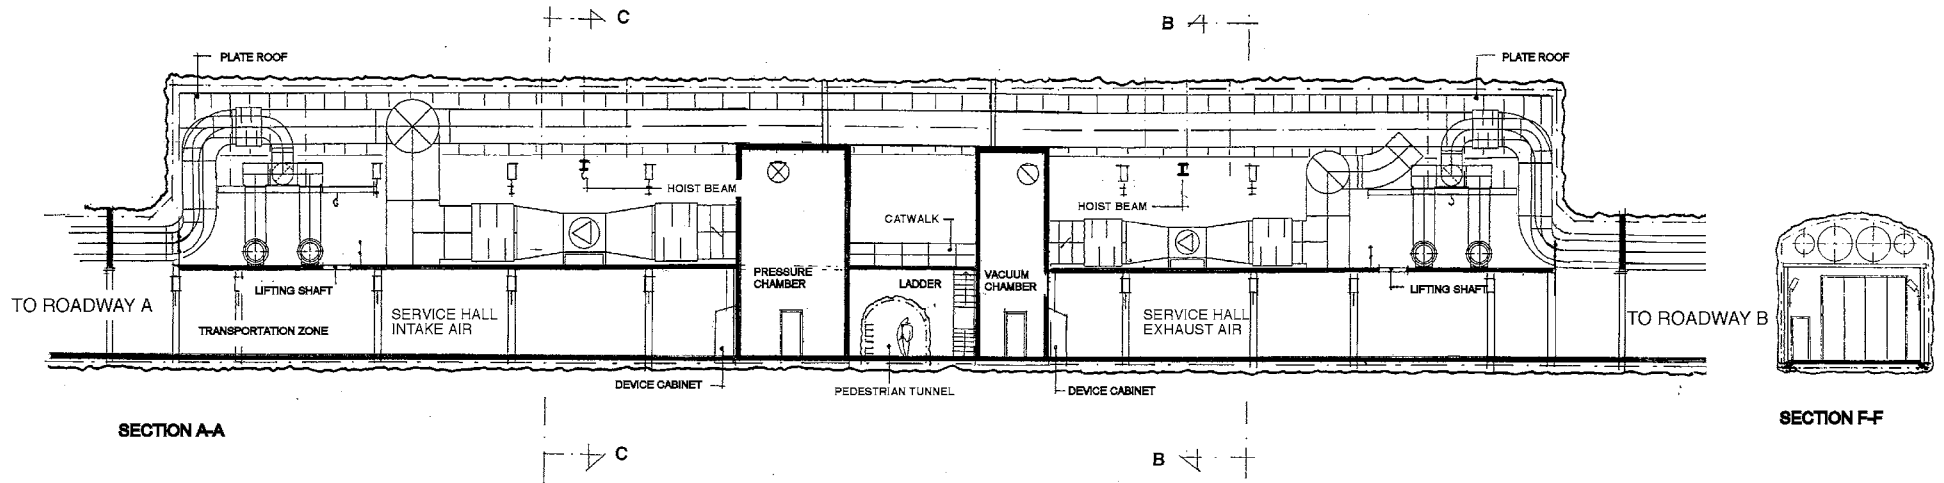 C
B
PLATE ROOF
PLATE ROOF
HOIST BEAM
HOIST BEAM
CATWALK
PRESSURE
CHAMBER
LADDER
VACUUM
CHAMBER
LIFTING SHAFT
LIFTING SHAFT
TO ROADWAY A
SERVICE HALL
INTAKE AIR
SERVICE HALL
EXHAUST AIR
TO ROADWAY B
TRANSPORTATION ZONE
DEVICE CABINET
PEDESTRIAN TUNNEL
DEVICE CABINET
SECTION A-A
SECTION F-F
C
B